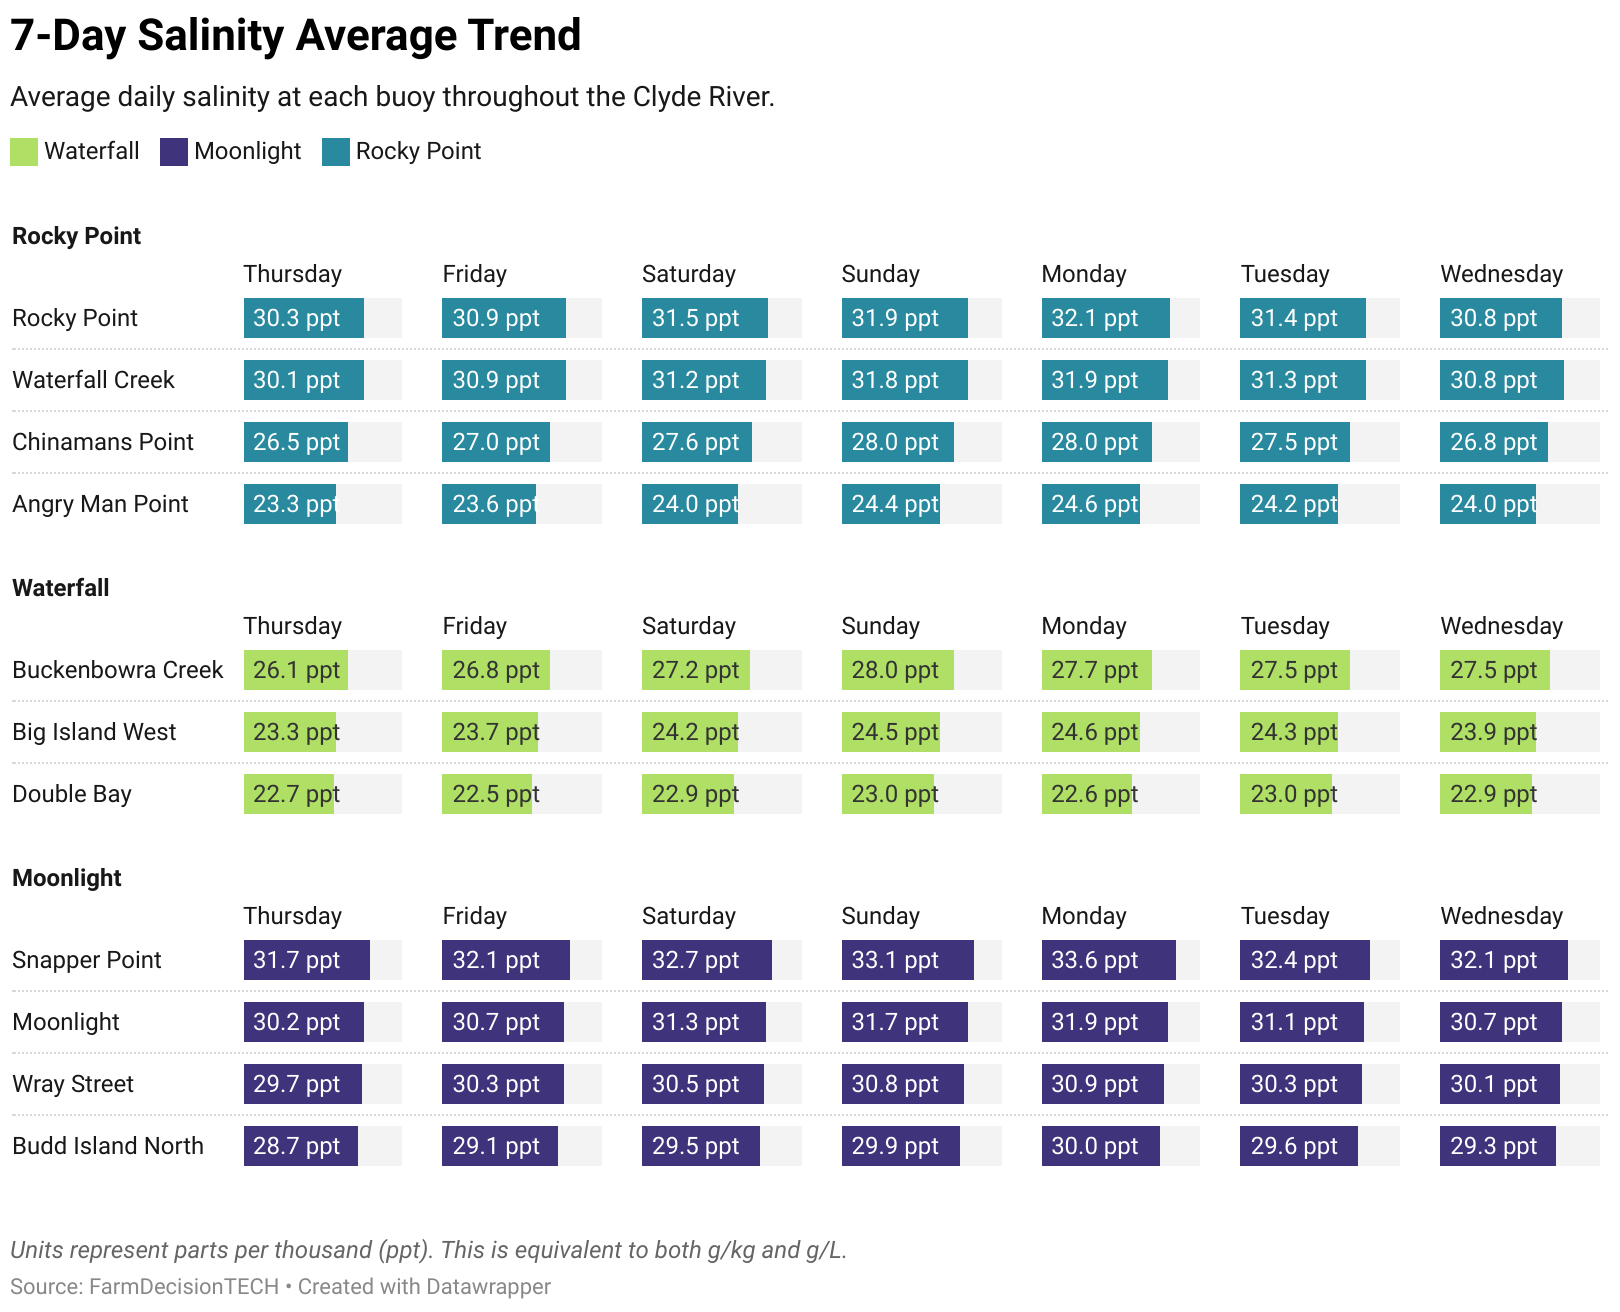 7-Day Salinity Average Trend
Average daily salinity at each buoy throughout the Clyde River.
Waterfall Moonlight Rocky Point
Rocky Point
Thursday Friday Saturday Sunday Monday Tuesday Wednesday
Rocky Point 30.3 ppt 30.9 ppt 31.5 ppt 31.9 ppt 32.1 ppt 31.4 ppt 30.8 ppt
Waterfall Creek 30.1 ppt 30.9 ppt 31.2 ppt 31.8 ppt 31.9 ppt 31.3 ppt 30.8 ppt
Chinamans Point 26.5 ppt 27.0 ppt 27.6 ppt 28.0 ppt 28.0 ppt 27.5 ppt 26.8 ppt
Angry Man Point 23.3 ppt 23.6 ppt 24.0 ppt 24.4 ppt 24.6 ppt 24.2 ppt 24.0 ppt
Waterfall
Thursday Friday Saturday Sunday Monday Tuesday Wednesday
Buckenbowra Creek 26.1 ppt 26.8 ppt 27.2 ppt 28.0 ppt 27.7 ppt 27.5 ppt 27.5 ppt
Big Island West 23.3 ppt 23.7 ppt 24.2 ppt 24.5 ppt 24.6 ppt 24.3 ppt 23.9 ppt
Double Bay 22.7 ppt 22.5 ppt 22.9 ppt 23.0 ppt 22.6 ppt 23.0 ppt 22.9 ppt
Moonlight
Thursday Friday Saturday Sunday Monday Tuesday Wednesday
Snapper Point 31.7 ppt 32.1 ppt 32.7 ppt 33.1 ppt 33.6 ppt 32.4 ppt 32.1 ppt
Moonlight 30.2 ppt 30.7 ppt 31.3 ppt 31.7 ppt 31.9 ppt 31.1 ppt 30.7 ppt
Wray Street 29.7 ppt 30.3 ppt 30.5 ppt 30.8 ppt 30.9 ppt 30.3 ppt 30.1 ppt
Budd Island North 28.7 ppt 29.1 ppt 29.5 ppt 29.9 ppt 30.0 ppt 29.6 ppt 29.3 ppt
Units represent parts per thousand (ppt). This is equivalent to both g/kg and g/L.
Source: FarmDecisionTECH • Created with Datawrapper